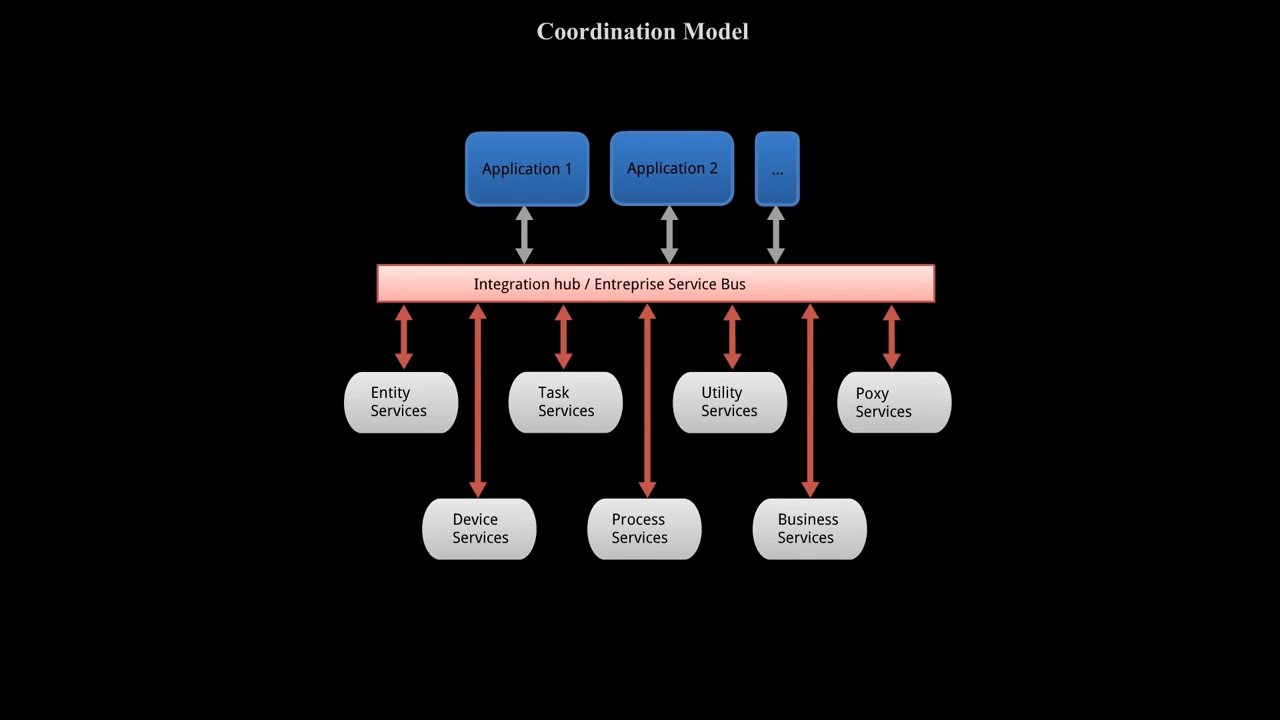 Coordination Model
Application 1
Application 2
...
Integration hub / Entreprise Service Bus
Entity
Services
Task
Services
Utility
Services
Poxy
Services
Device
Services
Process
Services
Business
Services